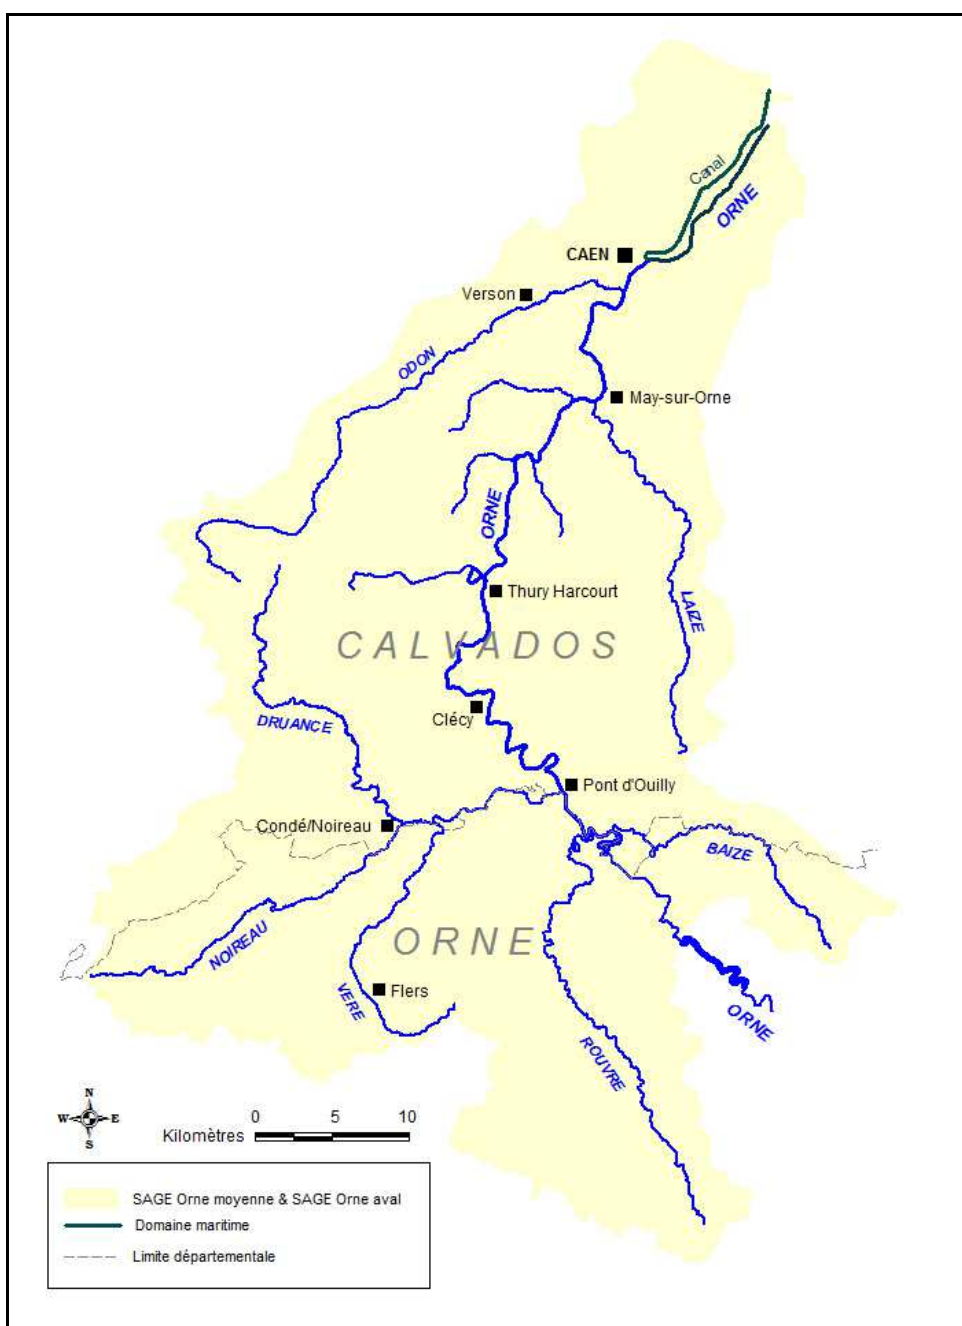 Canal
ORNE
CAEN
Verson
ODON
May-sur-Orne
ORNE
Thury Harcourt
LAIZE
CALVADOS
Clécy
DRUANCE
Pont d'Ouilly
Condé/Noireau
BAIZE
NOIREAU
ORNE
VERE
Flers
ORNE
ROUVRE
N
W
E
S
0 5 10
Kilomètres
SAGE Orne moyenne & SAGE Orne aval
Domaine maritime
Limite départementale